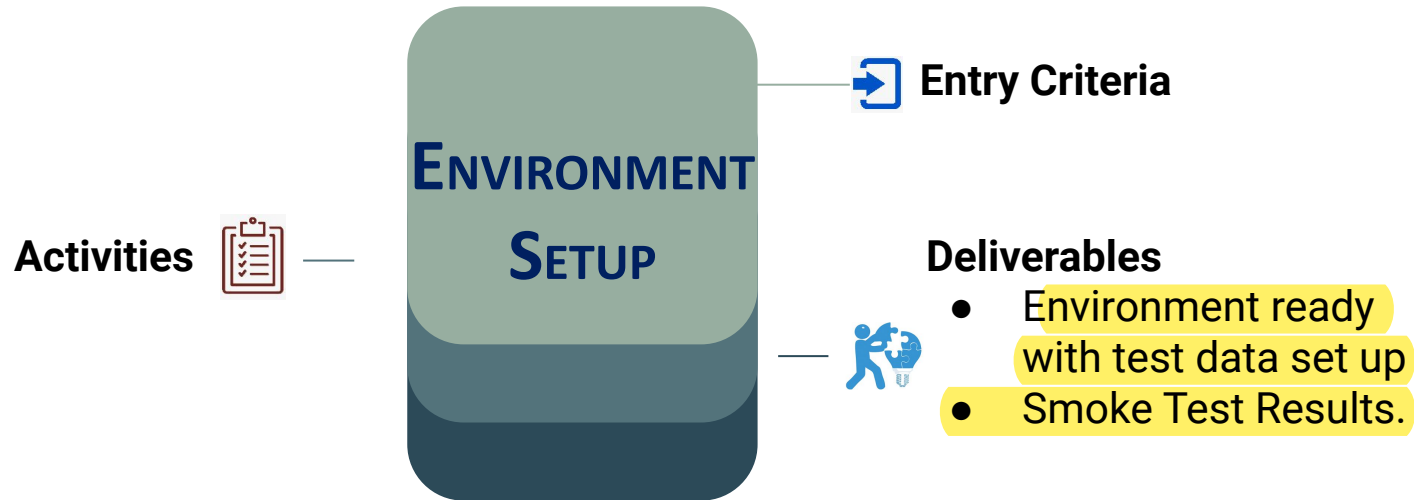 Entry Criteria
ENVIRONMENT
SETUP
Activities
Deliverables
● Environment ready
with test data set up
● Smoke Test Results.